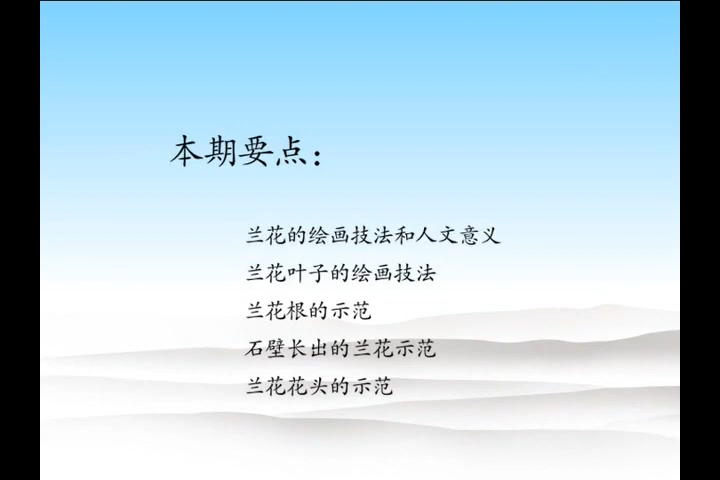 本期要点：
兰花的绘画技法和人文意义
兰花叶子的绘画技法
兰花根的示范
石壁长出的兰花示范
兰花花头的示范